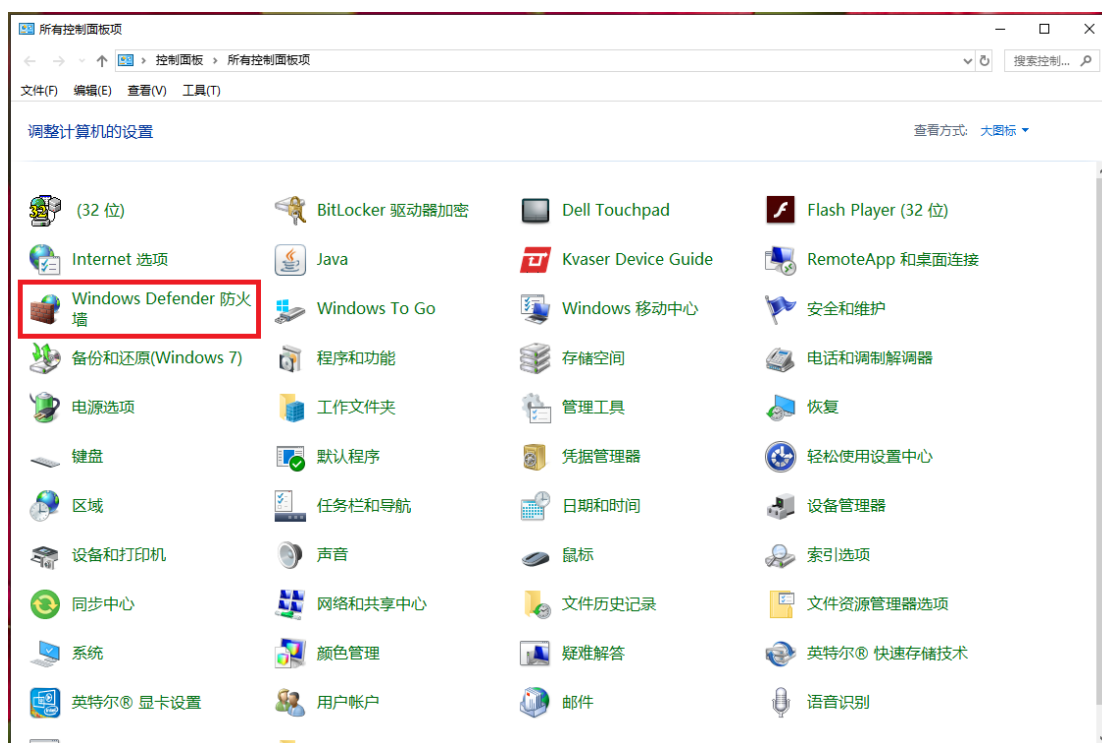 所有控制面板项
控制面板 › 所有控制面板项
搜索控制...
文件(F) 编辑(E) 查看(V) 工具(T)
调整计算机的设置
查看方式: 大图标
(32 位)
BitLocker 驱动器加密
Dell Touchpad
Flash Player (32 位)
Internet 选项
Java
Kvaser Device Guide
RemoteApp 和桌面连接
Windows Defender 防火
墙
Windows To Go
Windows 移动中心
安全和维护
备份和还原(Windows 7)
程序和功能
存储空间
电话和调制解调器
电源选项
工作文件夹
管理工具
恢复
键盘
默认程序
凭据管理器
轻松使用设置中心
区域
任务栏和导航
日期和时间
设备管理器
设备和打印机
声音
鼠标
索引选项
同步中心
网络和共享中心
文件历史记录
文件资源管理器选项
系统
颜色管理
疑难解答
英特尔® 快速存储技术
英特尔® 显卡设置
用户帐户
邮件
语音识别